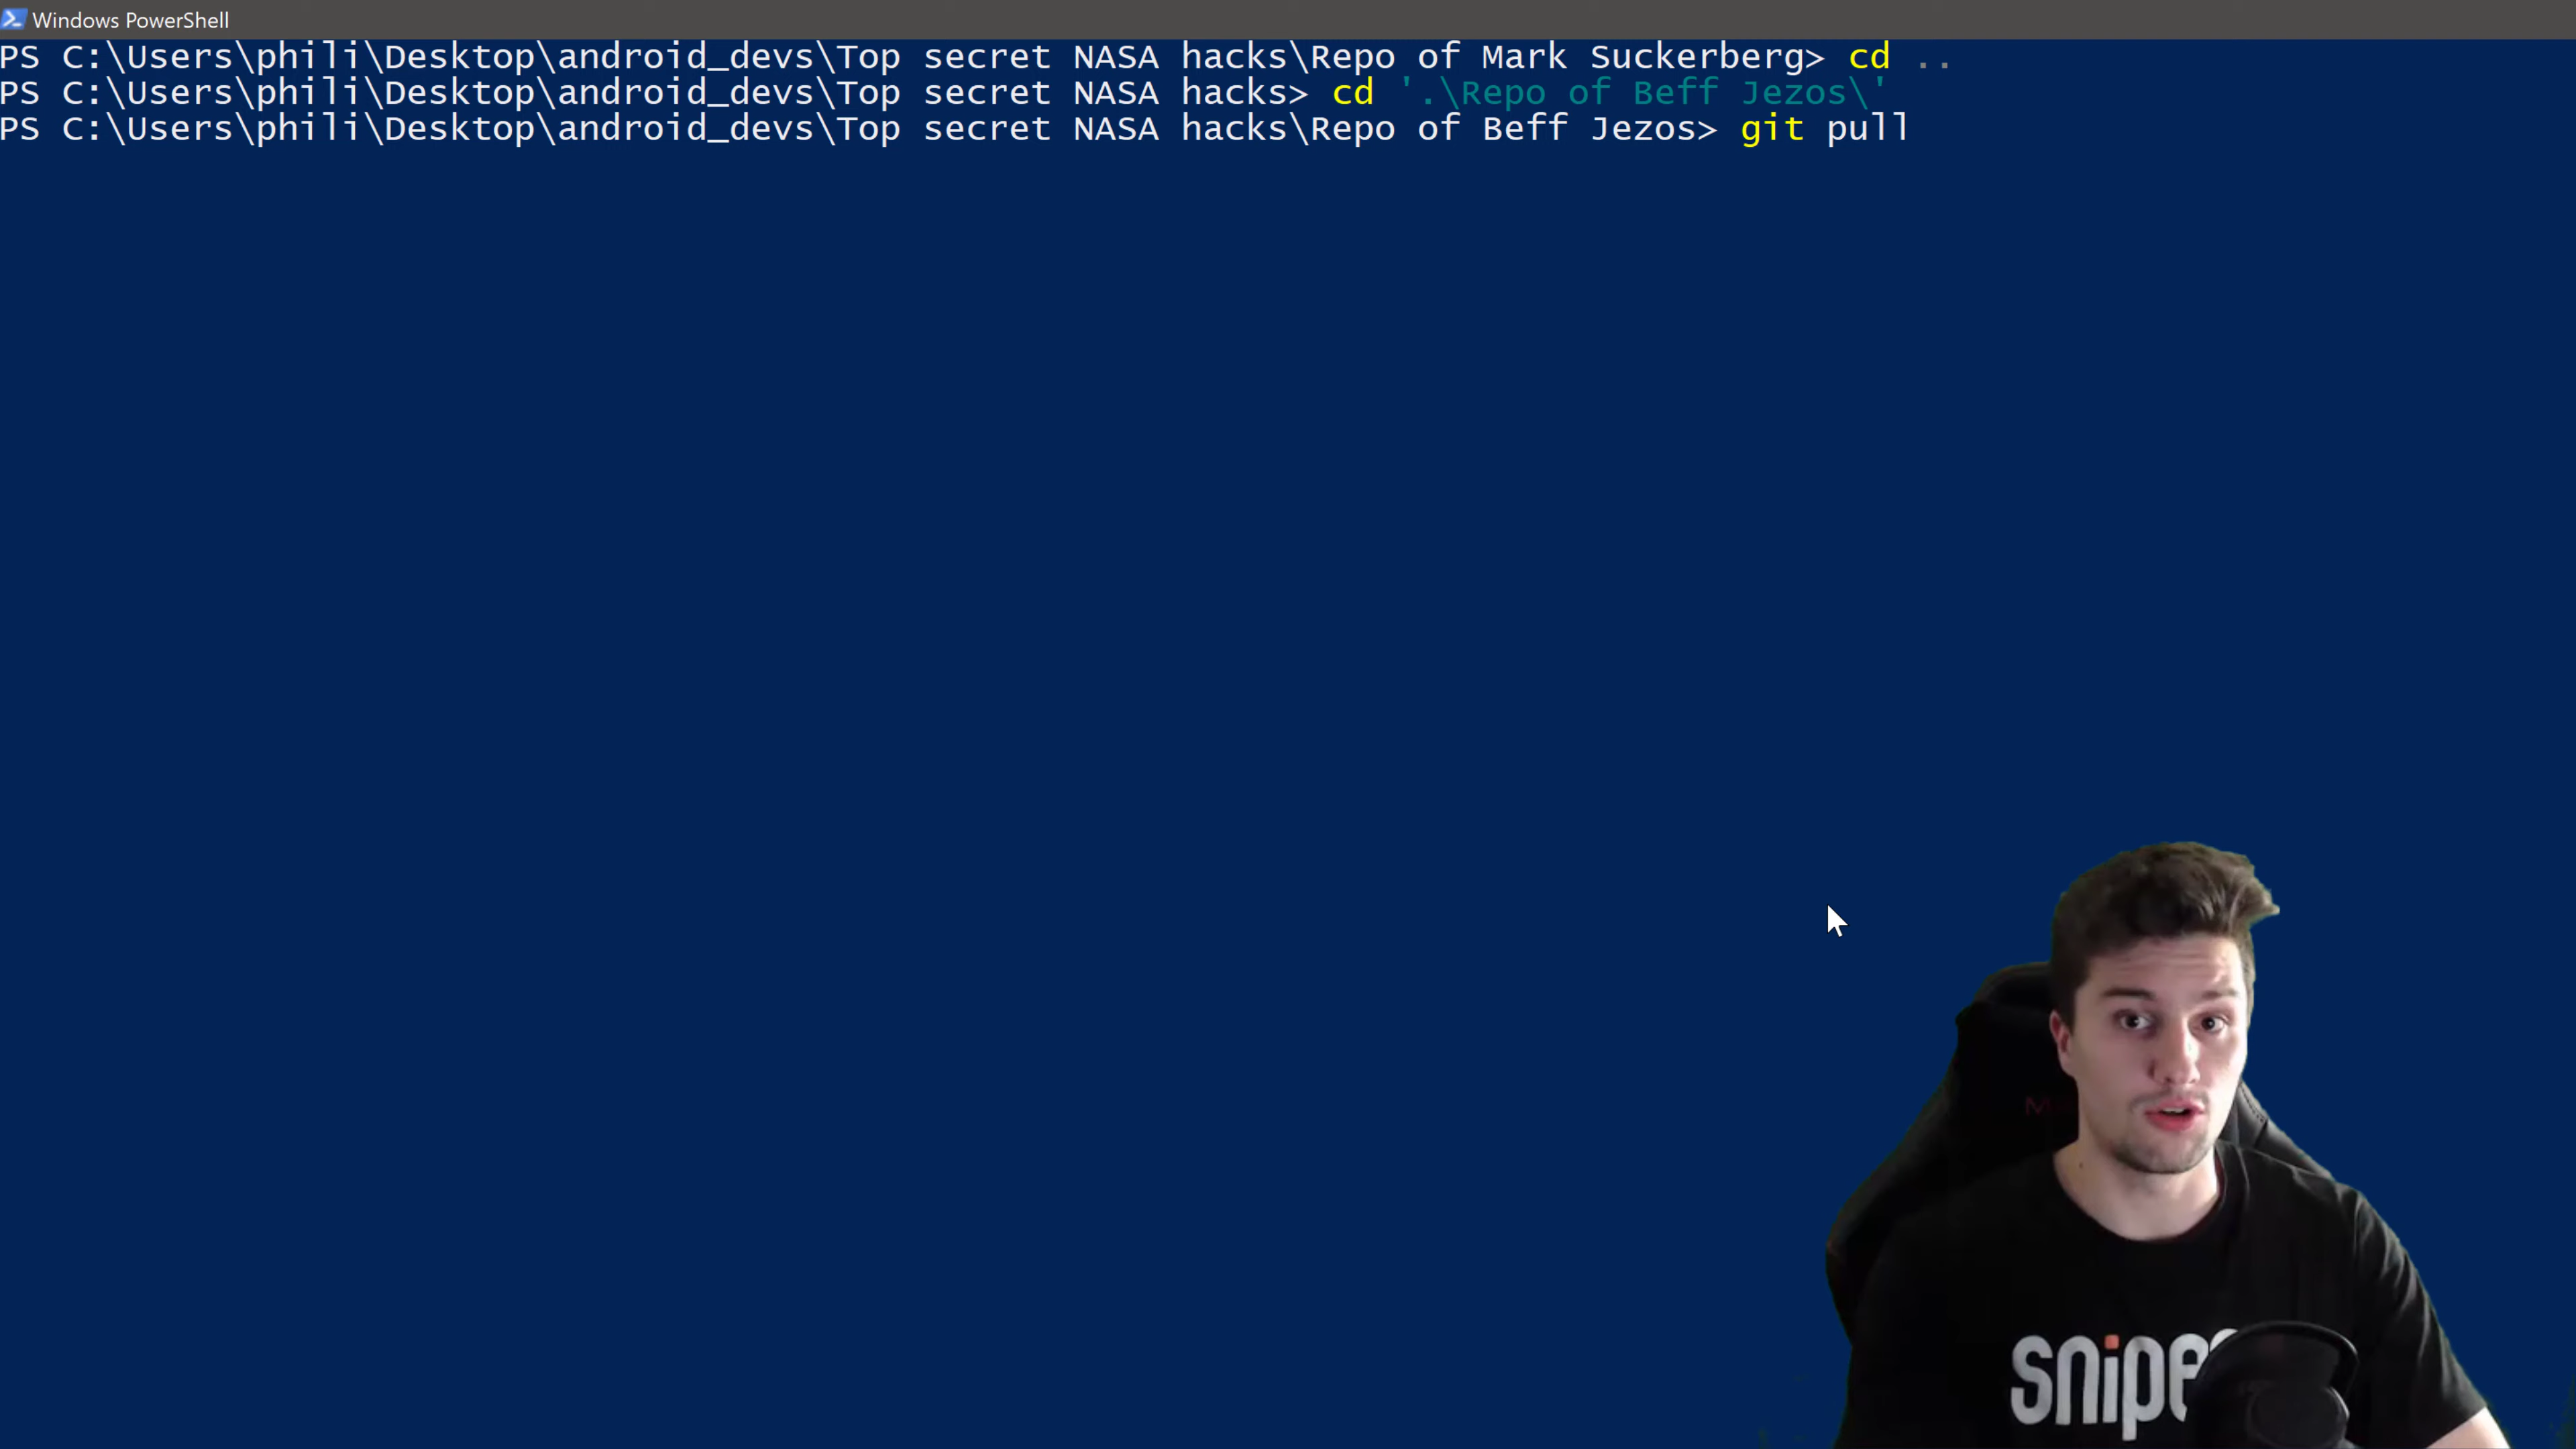 Windows PowerShell
PS C:\Users\phili\Desktop\android_devs\Top secret NASA hacks\Repo of Mark Suckerberg> cd ..
PS C:\Users\phili\Desktop\android_devs\Top secret NASA hacks> cd '.\Repo of Beff Jezos\'
PS C:\Users\phili\Desktop\android_devs\Top secret NASA hacks\Repo of Beff Jezos> git pull